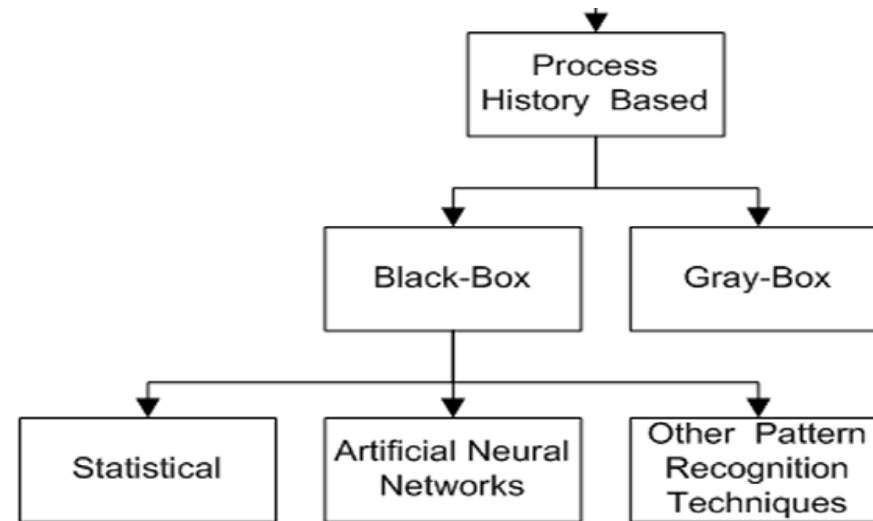 Process
History Based
Black-Box
Gray-Box
Statistical
Artificial Neural
Networks
Other Pattern
Recognition
Techniques